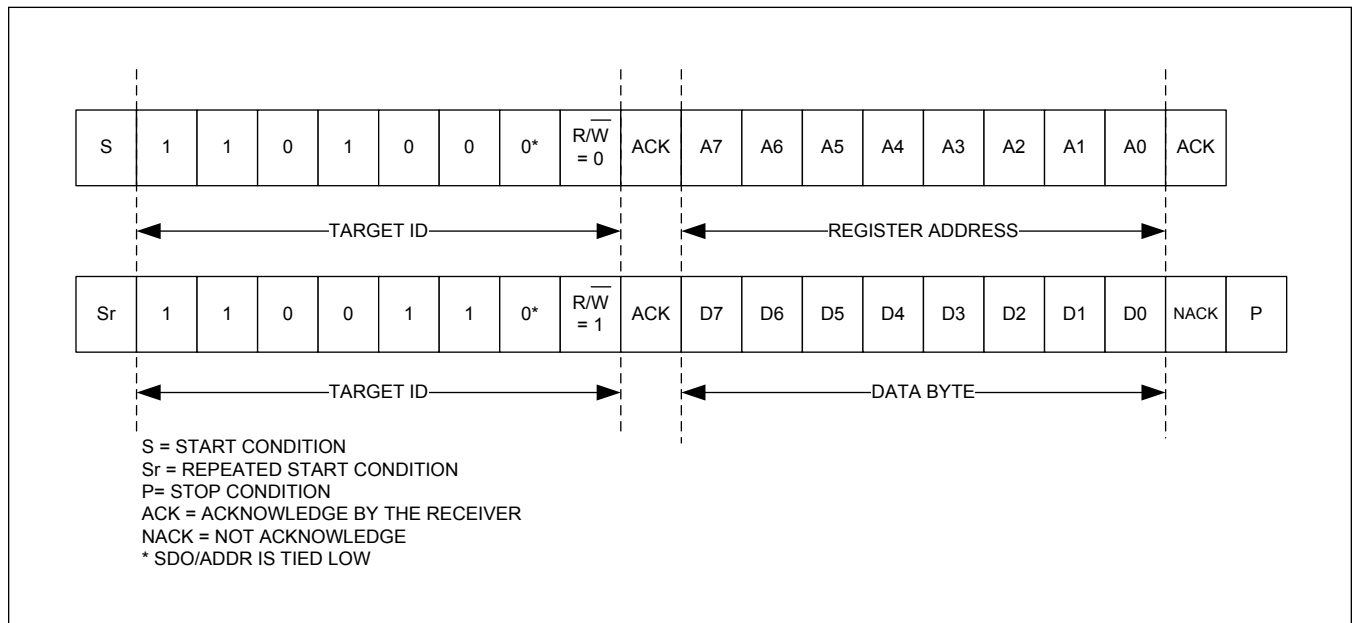 S 1 1 0 1 0 0 0* R/W̅ = 0 ACK A7 A6 A5 A4 A3 A2 A1 A0 ACK
TARGET ID REGISTER ADDRESS
Sr 1 1 0 0 1 1 0* R/W̅ = 1 ACK D7 D6 D5 D4 D3 D2 D1 D0 NACK P
TARGET ID DATA BYTE
S = START CONDITION
Sr = REPEATED START CONDITION
P= STOP CONDITION
ACK = ACKNOWLEDGE BY THE RECEIVER
NACK = NOT ACKNOWLEDGE
* SDO/ADDR IS TIED LOW